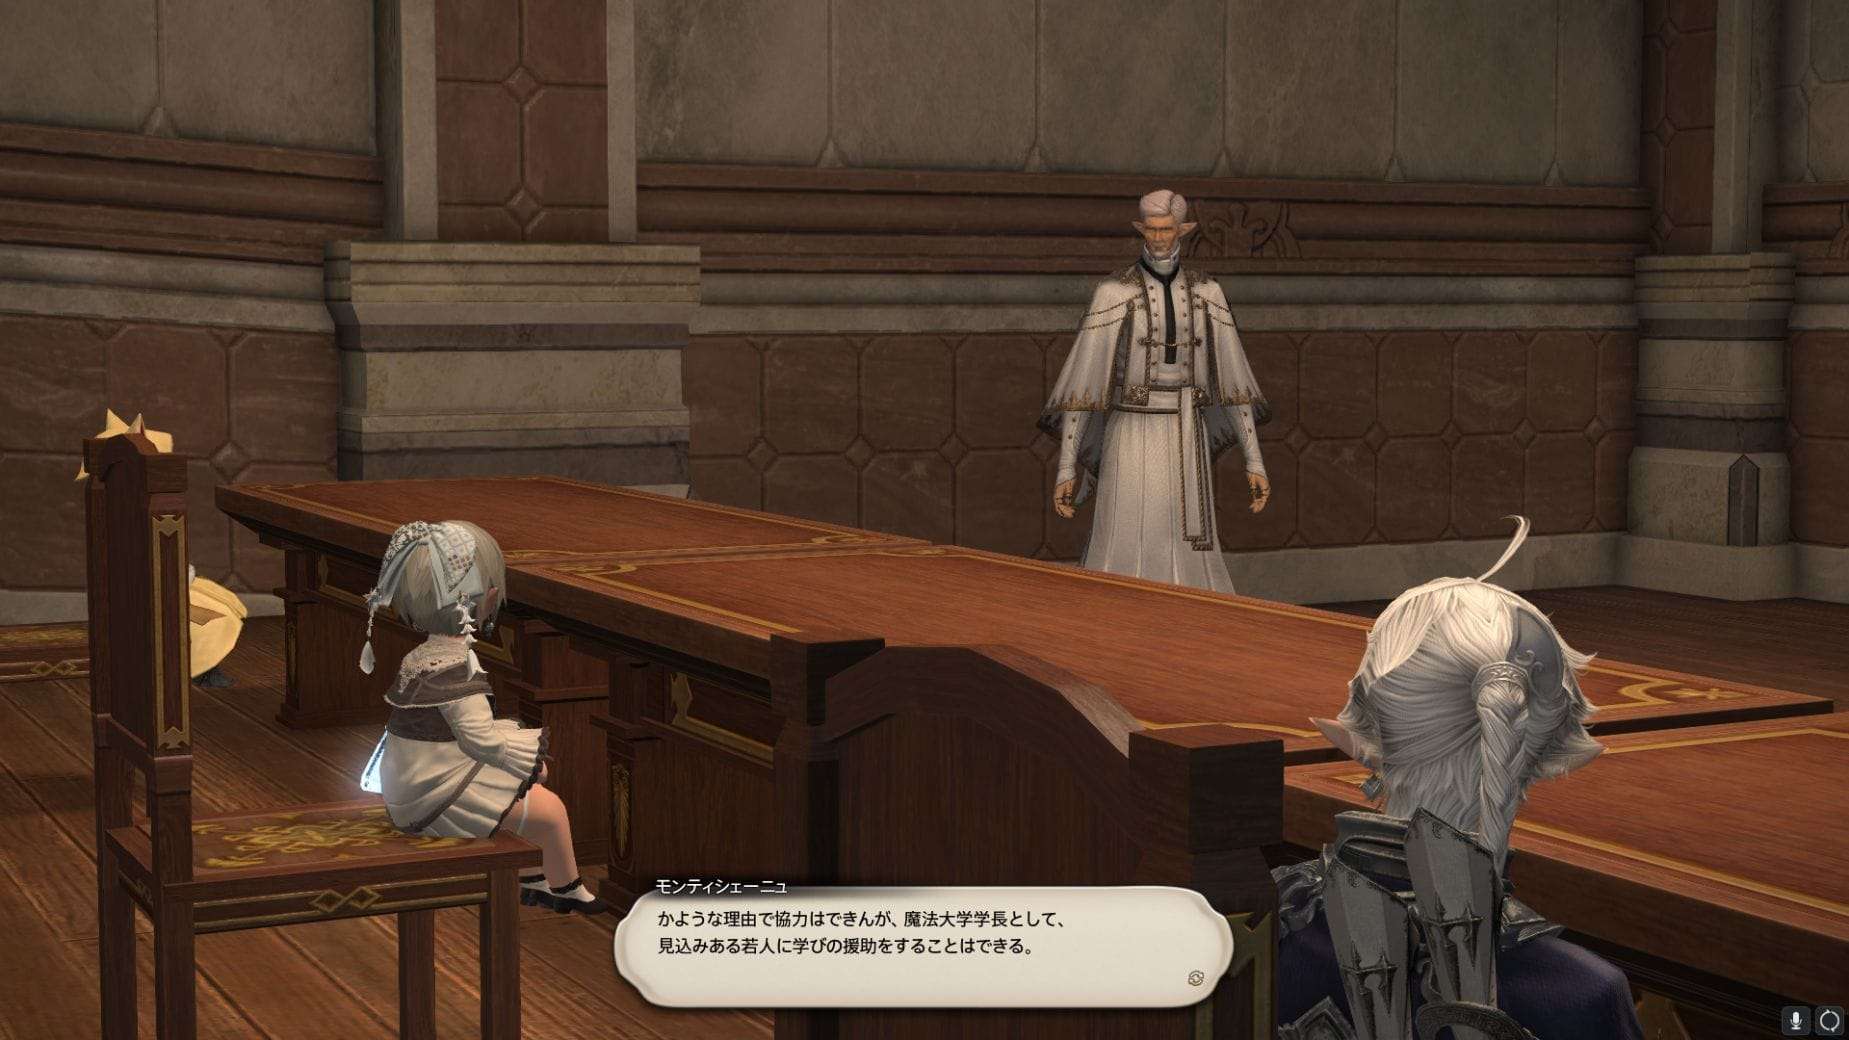 モンティシェーニュ
かような理由で協力はできんが、魔法大学学長として、
見込みある若人に学びの援助をすることはできる。